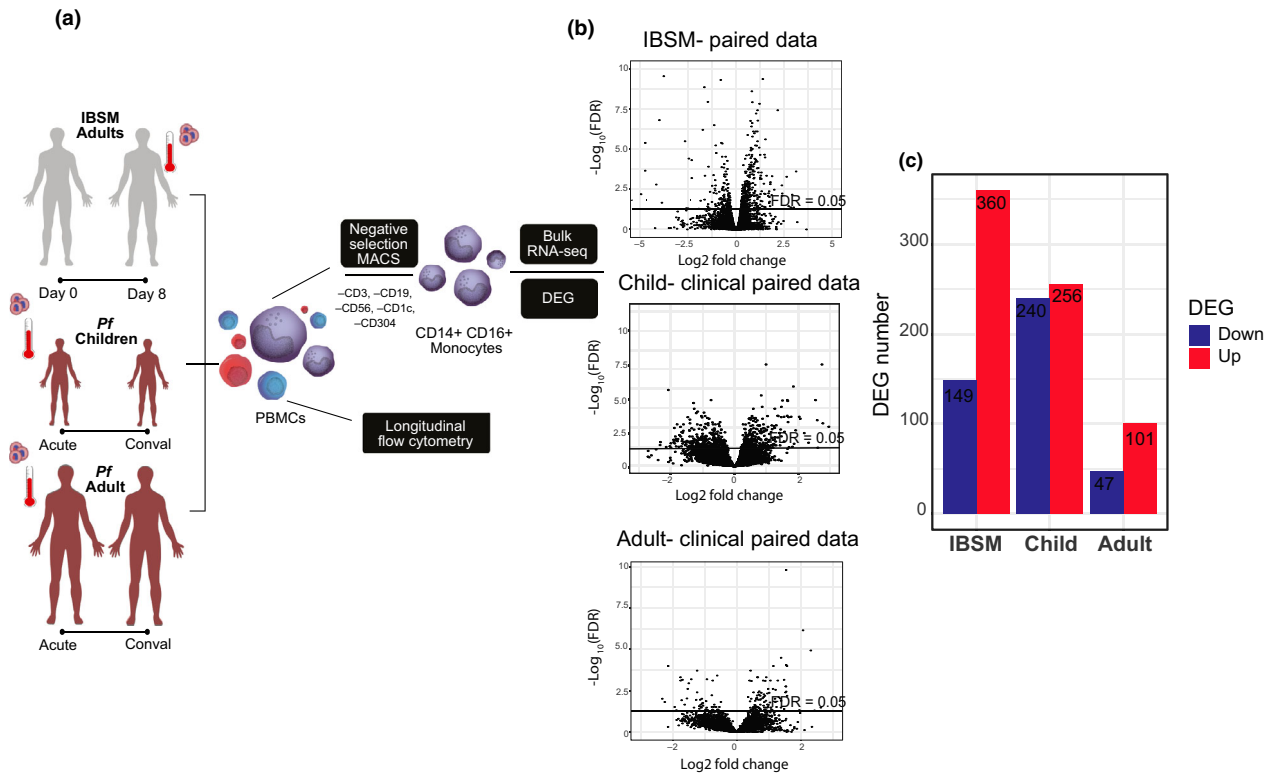 (a)
IBSM
Adults
Day 0
Day 8
Pf
Children
Acute
Conval
Pf
Adult
Acute
Conval
PBMCs
Negative
selection
MACS
–CD3, –CD19,
–CD56, –CD1c,
–CD304
CD14+ CD16+
Monocytes
Bulk
RNA-seq
DEG
Longitudinal
flow cytometry
(b)
IBSM- paired data
-Log10(FDR)
10
7.5
5.0
2.5
0
FDR = 0.05
−5
−2.5
0
2.5
5
Log2 fold change
Child- clinical paired data
-Log10(FDR)
10
7.5
5.0
2.5
0
FDR = 0.05
−2
0
2
Log2 fold change
Adult- clinical paired data
-Log10(FDR)
10
7.5
5.0
2.5
0
FDR = 0.05
−2
0
2
Log2 fold change
(c)
DEG number
300
200
100
0
149
360
240
256
47
101
IBSM
Child
Adult
DEG
Down
Up